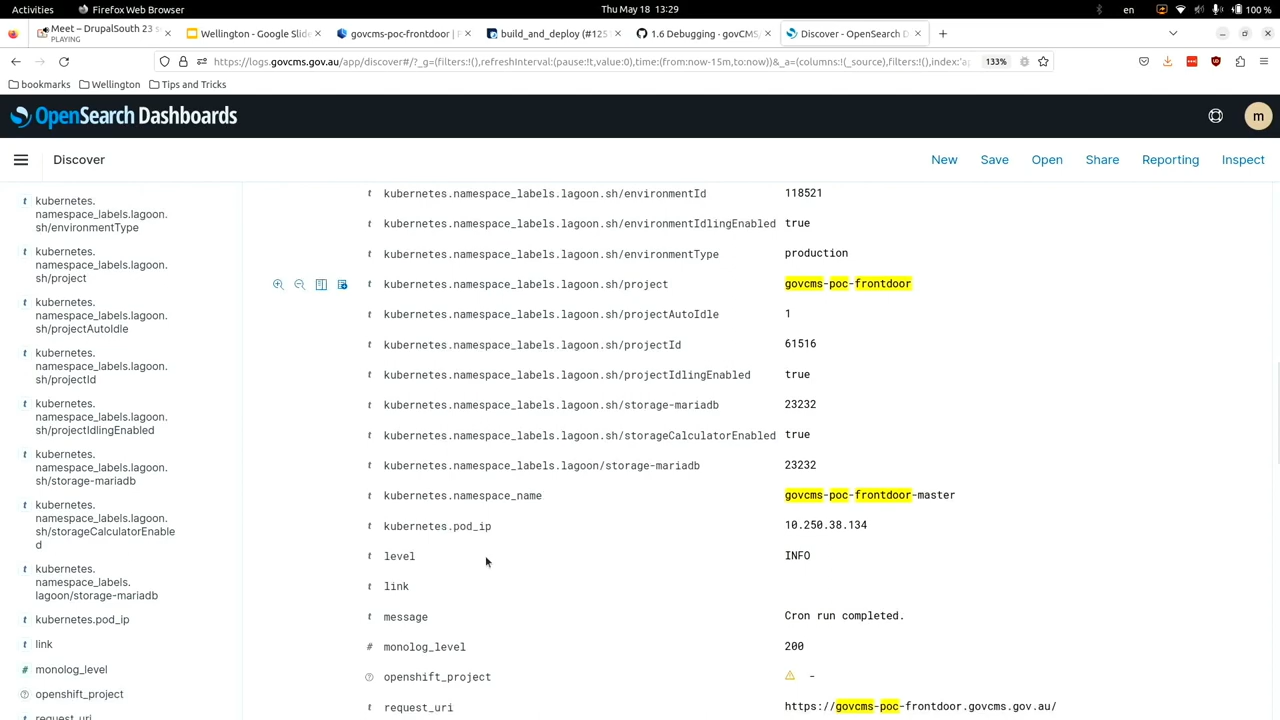 Activities
Firefox Web Browser
Thu May 18 13:29
en
100 %
Meet – DrupalSouth 23 s
PLAYING
Wellington - Google Slid
govcms-poc-frontdoor | P
build_and_deploy (#125
1.6 Debugging · govCMS/
Discover - OpenSearch D
https://logs.govcms.gov.au/app/discover#/?_g=(filters:!(),refreshInterval:(pause:!t,value:0),time:(from:now-15m,to:now))&_a=(columns:!(_source),filters:!(),index:'ap
133%
bookmarks
Wellington
Tips and Tricks
OpenSearch Dashboards
m
Discover
New
Save
Open
Share
Reporting
Inspect
t kubernetes.
namespace_labels.lagoon.
sh/environmentType
t kubernetes.
namespace_labels.lagoon.
sh/project
t kubernetes.
namespace_labels.lagoon.
sh/projectAutoIdle
t kubernetes.
namespace_labels.lagoon.
sh/projectId
t kubernetes.
namespace_labels.lagoon.
sh/projectIdlingEnabled
t kubernetes.
namespace_labels.lagoon.
sh/storage-mariadb
t kubernetes.
namespace_labels.lagoon.
sh/storageCalculatorEnable
d
t kubernetes.
namespace_labels.
lagoon/storage-mariadb
t kubernetes.pod_ip
t link
# monolog_level
openshift_project
request_uri
t kubernetes.namespace_labels.lagoon.sh/environmentId 118521
t kubernetes.namespace_labels.lagoon.sh/environmentIdlingEnabled true
t kubernetes.namespace_labels.lagoon.sh/environmentType production
t kubernetes.namespace_labels.lagoon.sh/project govcms-poc-frontdoor
t kubernetes.namespace_labels.lagoon.sh/projectAutoIdle 1
t kubernetes.namespace_labels.lagoon.sh/projectId 61516
t kubernetes.namespace_labels.lagoon.sh/projectIdlingEnabled true
t kubernetes.namespace_labels.lagoon.sh/storage-mariadb 23232
t kubernetes.namespace_labels.lagoon.sh/storageCalculatorEnabled true
t kubernetes.namespace_labels.lagoon/storage-mariadb 23232
t kubernetes.namespace_name govcms-poc-frontdoor-master
t kubernetes.pod_ip 10.250.38.134
t level INFO
t link
t message Cron run completed.
# monolog_level 200
? openshift_project -
t request_uri https://govcms-poc-frontdoor.govcms.gov.au/